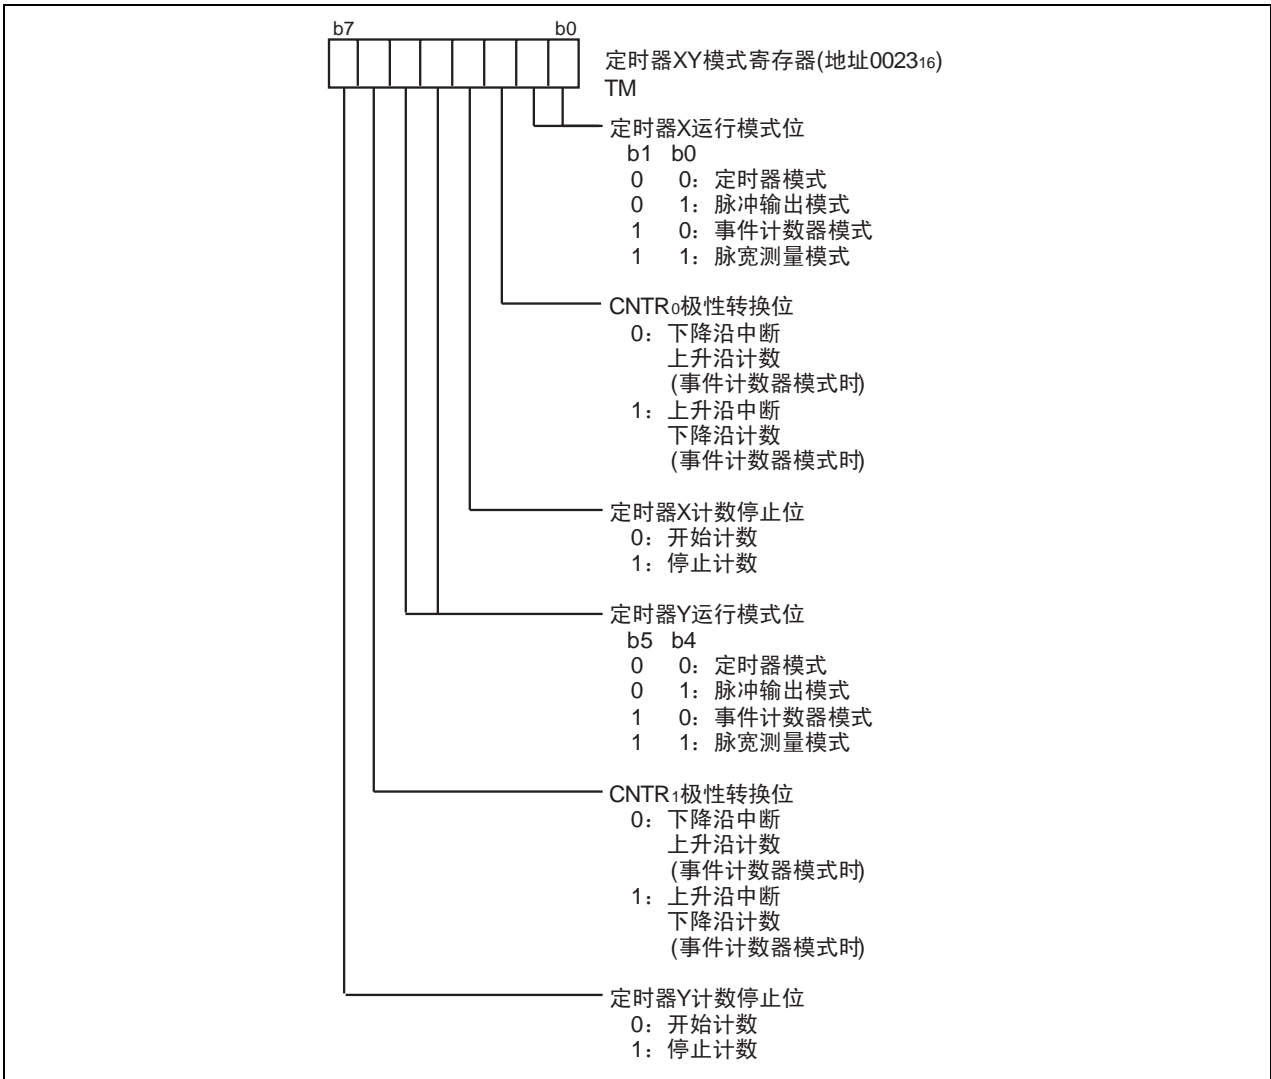 b7 b0
定时器XY模式寄存器(地址0023₁₆)
TM
定时器X运行模式位
b1 b0
0 0：定时器模式
0 1：脉冲输出模式
1 0：事件计数器模式
1 1：脉宽测量模式
CNTR₀极性转换位
0：下降沿中断
上升沿计数
(事件计数器模式时)
1：上升沿中断
下降沿计数
(事件计数器模式时)
定时器X计数停止位
0：开始计数
1：停止计数
定时器Y运行模式位
b5 b4
0 0：定时器模式
0 1：脉冲输出模式
1 0：事件计数器模式
1 1：脉宽测量模式
CNTR₁极性转换位
0：下降沿中断
上升沿计数
(事件计数器模式时)
1：上升沿中断
下降沿计数
(事件计数器模式时)
定时器Y计数停止位
0：开始计数
1：停止计数